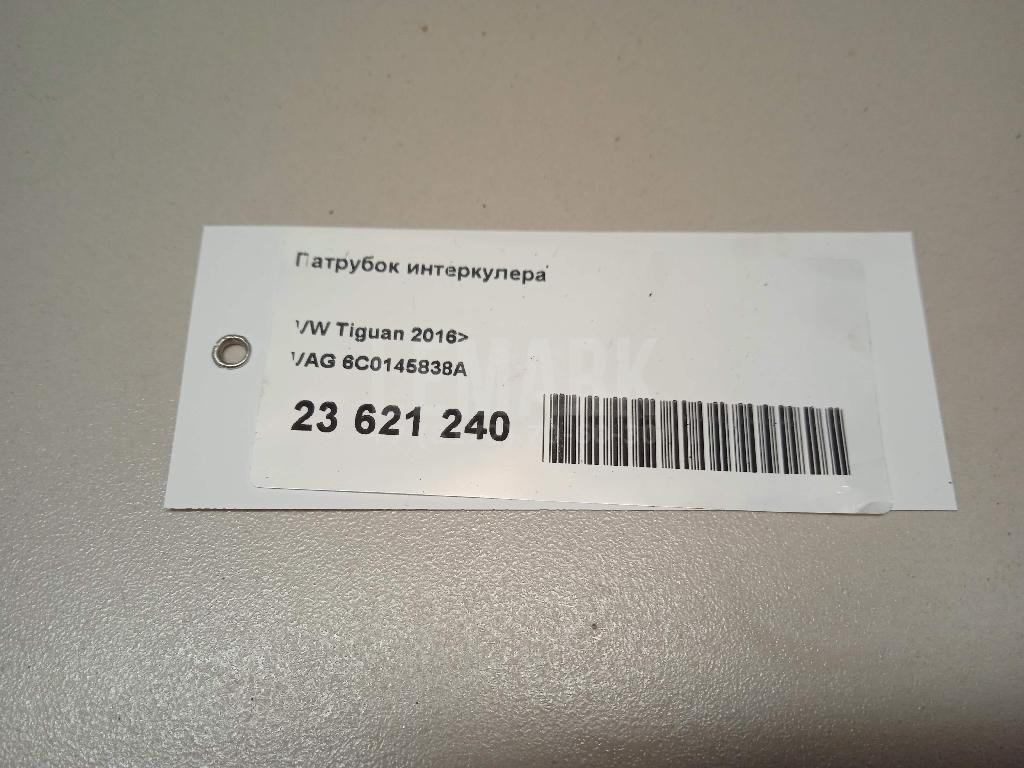 Патрубок интеркулера
VW Tiguan 2016>
VAG 6C0145838A
23 621 240